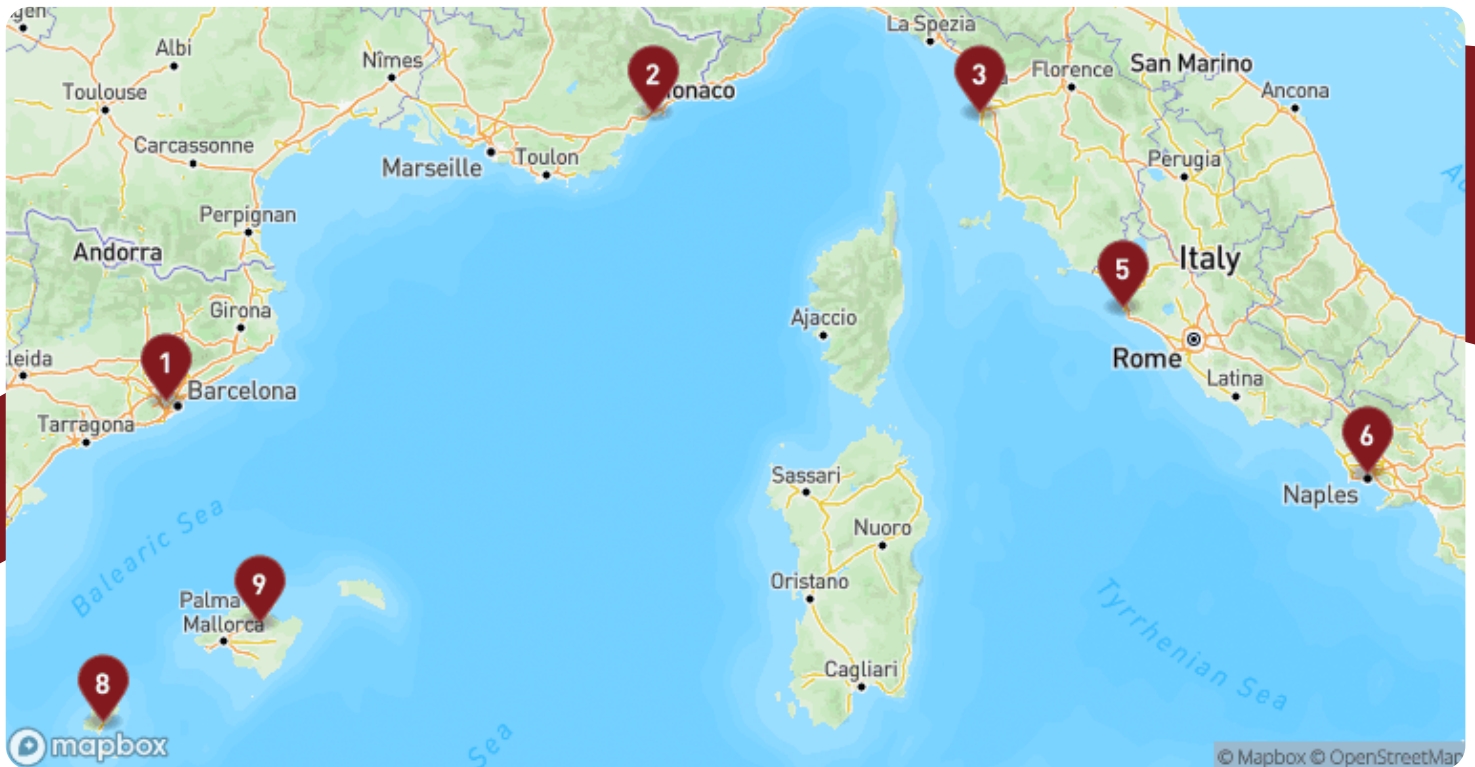 La Spezia
Albi
Nîmes
2
3
Florence
San Marino
Toulouse
onaco
Ancona
Carcassonne
Marseille
Toulon
Perugia
Perpignan
Andorra
5
Italy
Girona
Ajaccio
1
Rome
Barcelona
Latina
Tarragona
6
Sassari
Naples
Balearic Sea
Nuoro
9
Oristano
Palma
Mallorca
Tyrrhenian Sea
8
Cagliari
Sea
mapbox
© Mapbox © OpenStreetMap